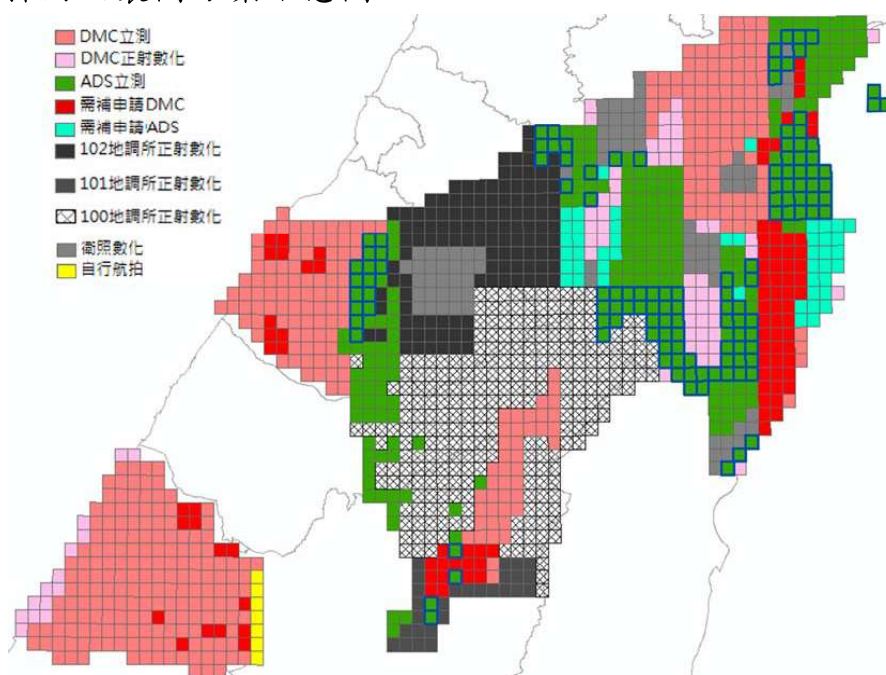 DMC立測
DMC正射數化
ADS立測
需補申請DMC
需補申請ADS
102地調所正射數化
101地調所正射數化
100地調所正射數化
衛照數化
自行航拍